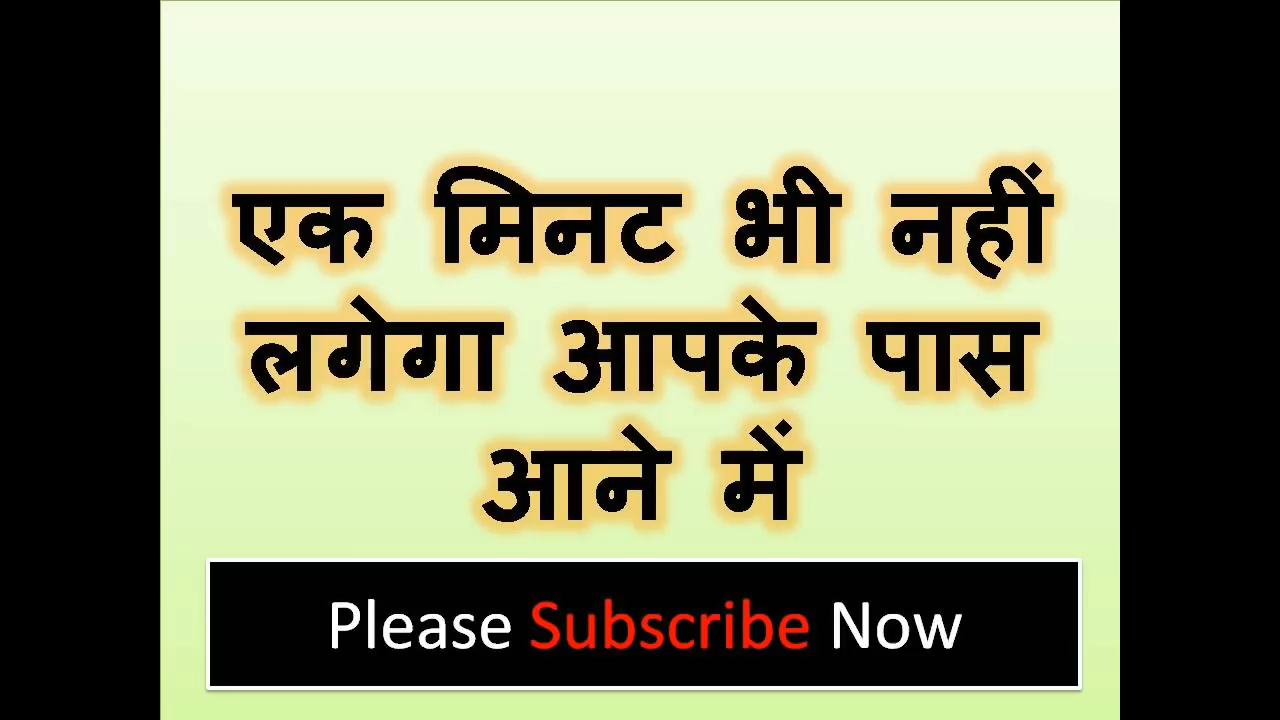 एक मिनट भी नहीं
लगेगा आपके पास
आने में
Please Subscribe Now